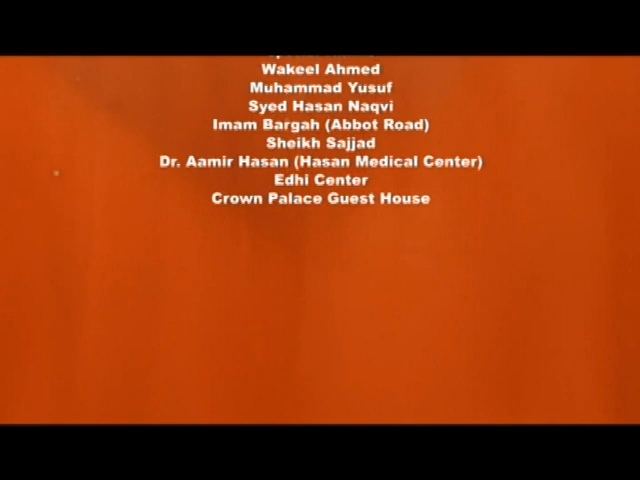 Wakeel Ahmed
Muhammad Yusuf
Syed Hasan Naqvi
Imam Bargah (Abbot Road)
Sheikh Sajjad
Dr. Aamir Hasan (Hasan Medical Center)
Edhi Center
Crown Palace Guest House